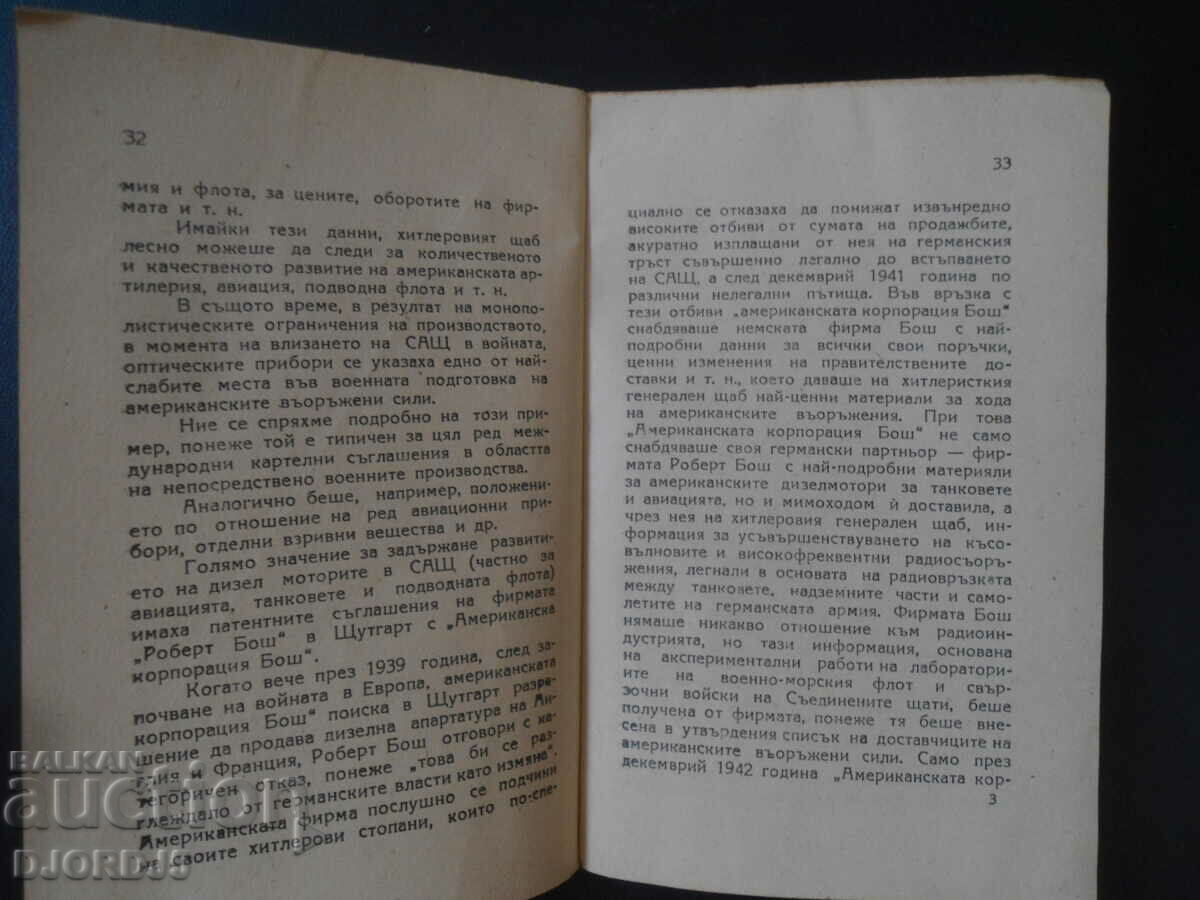 32
мия и флота, за цените, оборотите на фир-
мата и т. н.
Имайки тези данни, хитлеровият щаб
лесно можеше да следи за количественото
и качественото развитие на американската ар-
тилерия, авиация, подводна флота и т. н.
В същото време, в резултат на монопо-
листическите ограничения на производството,
в момента на влизането на САЩ в войната,
оптическите прибори се указаха едно от най-
слабите места във военната подготовка на
американските въоръжени сили.
Ние се спряхме подробно на този при-
мер, понеже той е типичен за цял ред меж-
дународни картелни съглашения в областта
на непосредствено военните производства.
Аналогично беше, например, положени-
ето по отношение на ред авиационни при-
бори, отделни взривни вещества и др.
Голямо значение за задържане развити-
ето на дизел моторите в САЩ (частно за
авиацията, танковете и подводната флота)
имаха патентните съглашения на фирмата
„Роберт Бош“ в Щутгарт с „Американска
корпорация Бош“.
Когато вече през 1939 година, след за-
почване на войната в Европа, американската
корпорация Бош“ поиска в Щутгарт разре-
шение да продава дизелна апартатура на Ан-
глия и Франция, Роберт Бош отговори с ка-
тегоричен отказ, понеже „това би се раз-
глеждало от германските власти като измяна“.
Американската фирма послушно се подчини
на своите хитлерови стопани, които по-спе-
33
циално се отказаха да понижат извънредно
високите отбиви от сумата на продажбите,
акуратно изплащани от нея на германския
тръст съвършенно легално до встъпването
на САЩ, а след декемврий 1941 година по
различни нелегални пътища. Във връзка с
тези отбиви „американската корпорация Бош“
снабдяваше немската фирма Бош с най-
подробни данни за всички свои поръчки,
ценни изменения на правителствените до-
ставки и т. н., което даваше на хитлеристкия
генерален щаб най-ценни материали за хода
на американските въоръжения. При това
„Американската корпорация Бош“ не само
снабдяваше своя германски партньор — фир-
мата Роберт Бош с най-подробни материяли
за американските дизелмотори за танковете
и авиацията, но и мимоходом ѝ доставила, а
чрез нея на хитлеровия генерален щаб, ин-
формация за усъвършенствуването на късо-
вълновите и високофреквентни радиосъоръ-
жения, легнали в основата на радиовръзката
между танковете, надземните части и само-
летите на германската армия. Фирмата Бош
нямаше никакво отношение към радиоин-
дустрията, но тази информация, основана
на акспериментални работи на лаборатори-
ите на военно-морския флот и свър-
зочни войски на Съединените щати, беше
получена от фирмата, понеже тя беше вне-
сена в утвърдения списък на доставчиците на
американските въоръжени сили. Само през
декемврий 1942 година „Американската кор-
3
BALKAN
auction
DJORDJ5